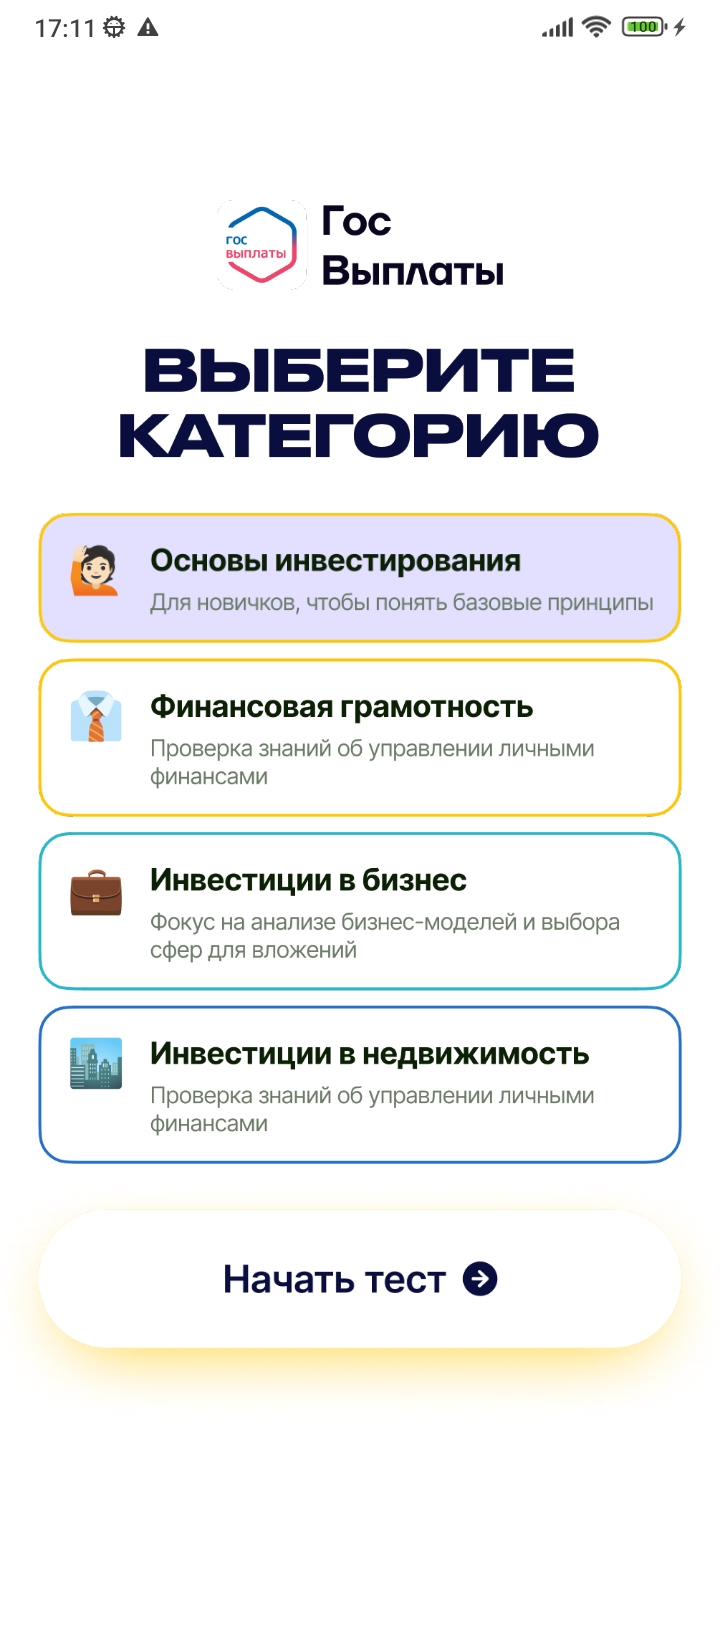 17:11
100
гос
выплаты
Гос
Выплаты
ВЫБЕРИТЕ
КАТЕГОРИЮ
Основы инвестирования
Для новичков, чтобы понять базовые принципы
Финансовая грамотность
Проверка знаний об управлении личными
финансами
Инвестиции в бизнес
Фокус на анализе бизнес-моделей и выбора
сфер для вложений
Инвестиции в недвижимость
Проверка знаний об управлении личными
финансами
Начать тест